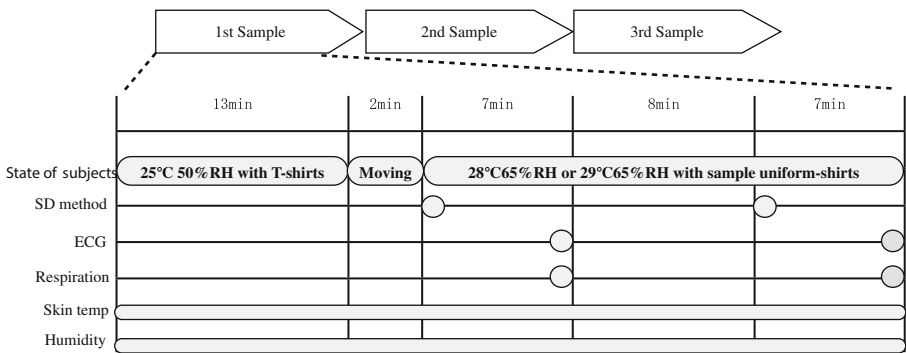 1st Sample
2nd Sample
3rd Sample
13min
2min
7min
8min
7min
State of subjects
25℃ 50%RH with T-shirts
Moving
28℃65%RH or 29℃65%RH with sample uniform-shirts
SD method
ECG
Respiration
Skin temp
Humidity